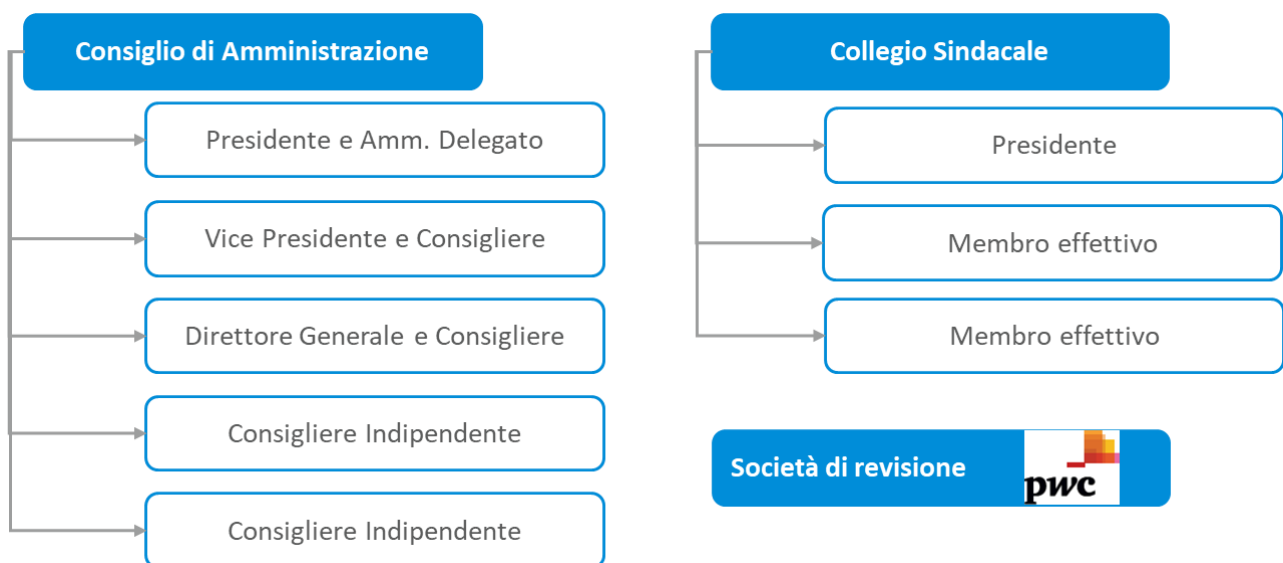 Consiglio di Amministrazione
Presidente e Amm. Delegato
Vice Presidente e Consigliere
Direttore Generale e Consigliere
Consigliere Indipendente
Consigliere Indipendente
Collegio Sindacale
Presidente
Membro effettivo
Membro effettivo
Società di revisione
pwc